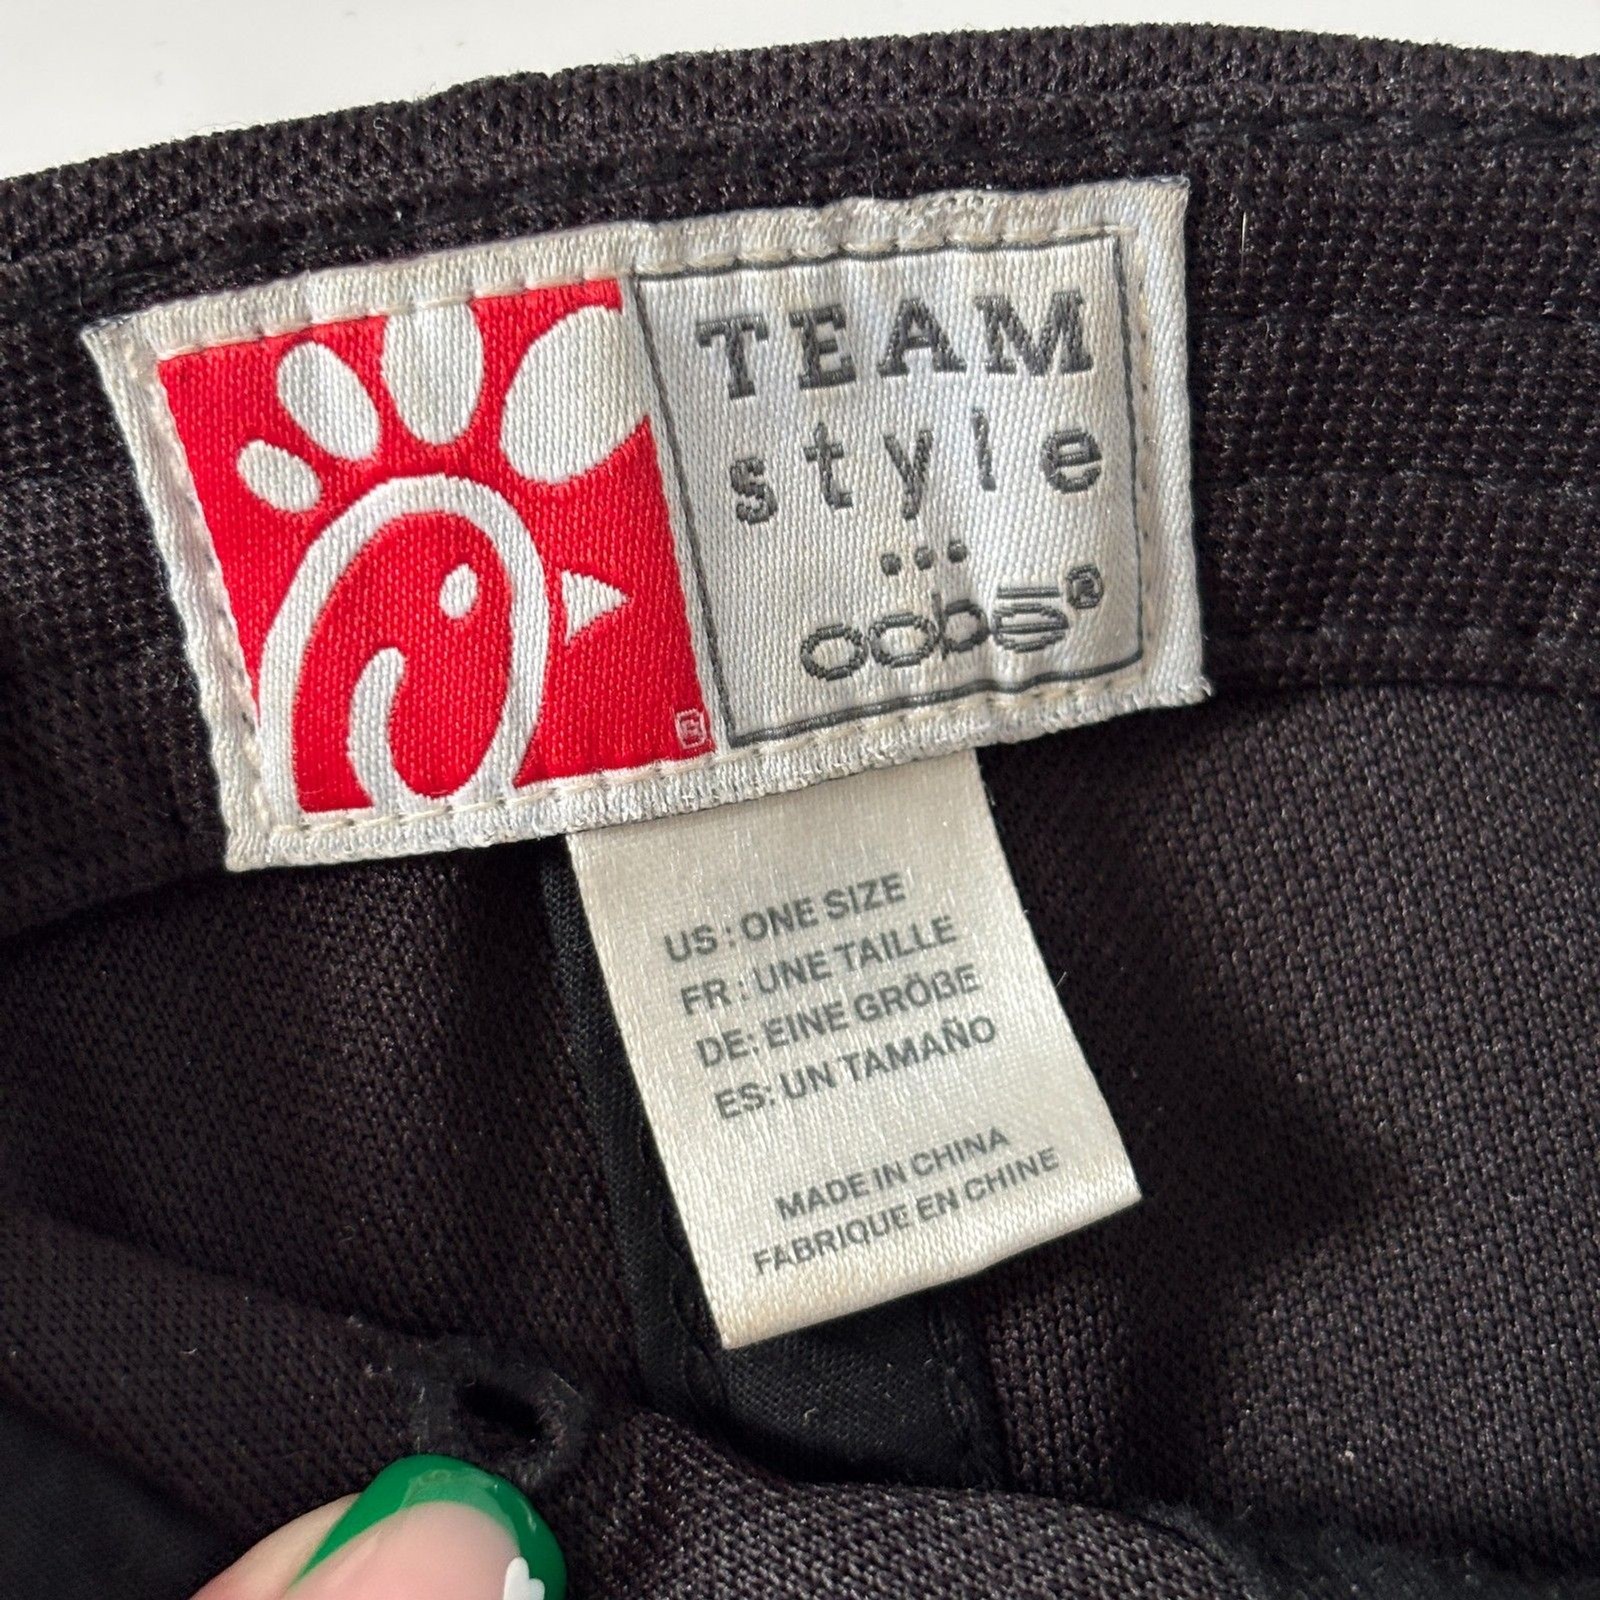 TEAM
style
...
oobe®
US: ONE SIZE
FR: UNE TAILLE
DE: EINE GRÖBE
ES: UN TAMAÑO
MADE IN CHINA
FABRIQUE EN CHINE